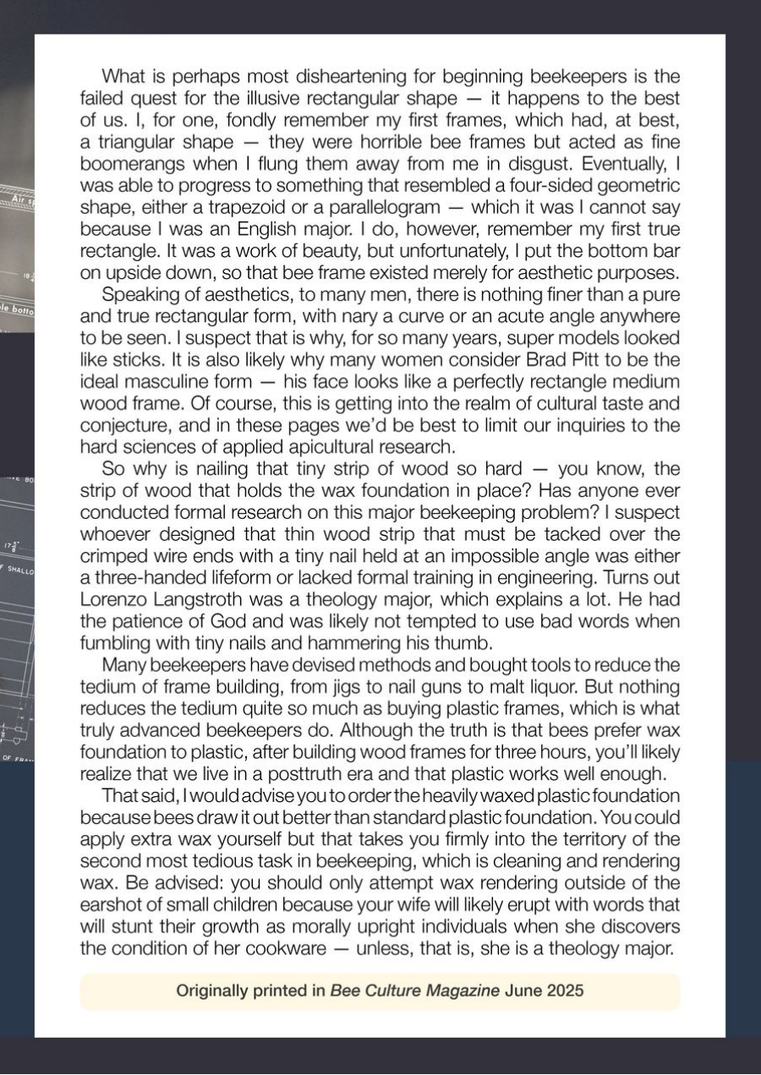 What is perhaps most disheartening for beginning beekeepers is the
failed quest for the illusive rectangular shape — it happens to the best
of us. I, for one, fondly remember my first frames, which had, at best,
a triangular shape — they were horrible bee frames but acted as fine
boomerangs when I flung them away from me in disgust. Eventually, I
was able to progress to something that resembled a four-sided geometric
shape, either a trapezoid or a parallelogram — which it was I cannot say
because I was an English major. I do, however, remember my first true
rectangle. It was a work of beauty, but unfortunately, I put the bottom bar
on upside down, so that bee frame existed merely for aesthetic purposes.
Speaking of aesthetics, to many men, there is nothing finer than a pure
and true rectangular form, with nary a curve or an acute angle anywhere
to be seen. I suspect that is why, for so many years, super models looked
like sticks. It is also likely why many women consider Brad Pitt to be the
ideal masculine form — his face looks like a perfectly rectangle medium
wood frame. Of course, this is getting into the realm of cultural taste and
conjecture, and in these pages we’d be best to limit our inquiries to the
hard sciences of applied apicultural research.
So why is nailing that tiny strip of wood so hard — you know, the
strip of wood that holds the wax foundation in place? Has anyone ever
conducted formal research on this major beekeeping problem? I suspect
whoever designed that thin wood strip that must be tacked over the
crimped wire ends with a tiny nail held at an impossible angle was either
a three-handed lifeform or lacked formal training in engineering. Turns out
Lorenzo Langstroth was a theology major, which explains a lot. He had
the patience of God and was likely not tempted to use bad words when
fumbling with tiny nails and hammering his thumb.
Many beekeepers have devised methods and bought tools to reduce the
tedium of frame building, from jigs to nail guns to malt liquor. But nothing
reduces the tedium quite so much as buying plastic frames, which is what
truly advanced beekeepers do. Although the truth is that bees prefer wax
foundation to plastic, after building wood frames for three hours, you’ll likely
realize that we live in a posttruth era and that plastic works well enough.
That said, I would advise you to order the heavily waxed plastic foundation
because bees draw it out better than standard plastic foundation. You could
apply extra wax yourself but that takes you firmly into the territory of the
second most tedious task in beekeeping, which is cleaning and rendering
wax. Be advised: you should only attempt wax rendering outside of the
earshot of small children because your wife will likely erupt with words that
will stunt their growth as morally upright individuals when she discovers
the condition of her cookware — unless, that is, she is a theology major.
Originally printed in Bee Culture Magazine June 2025